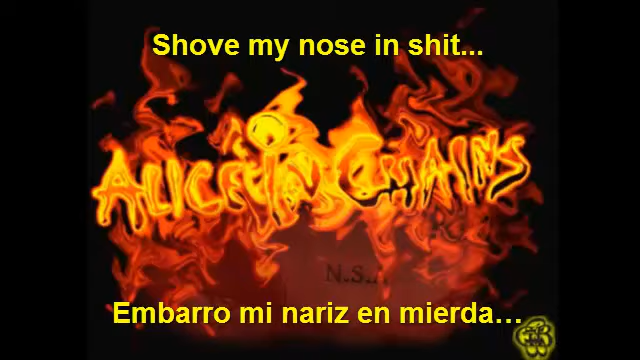 Shove my nose in shit...
ALICE IN CHAINS
N.S.A
Embarro mi nariz en mierda…